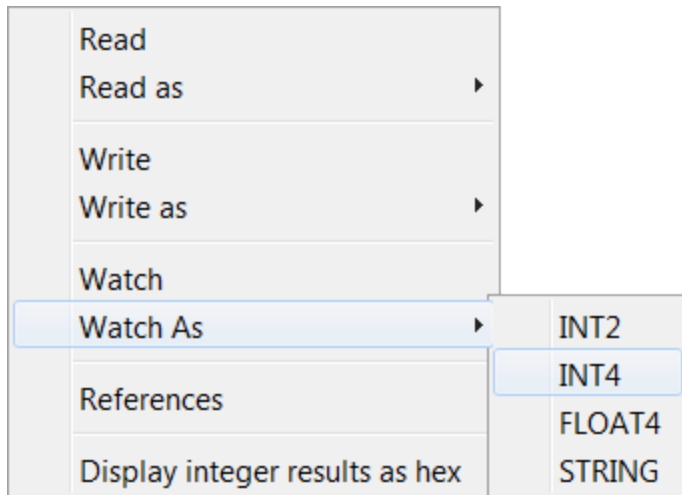 Read
Read as
Write
Write as
Watch
Watch As
References
Display integer results as hex
INT2
INT4
FLOAT4
STRING